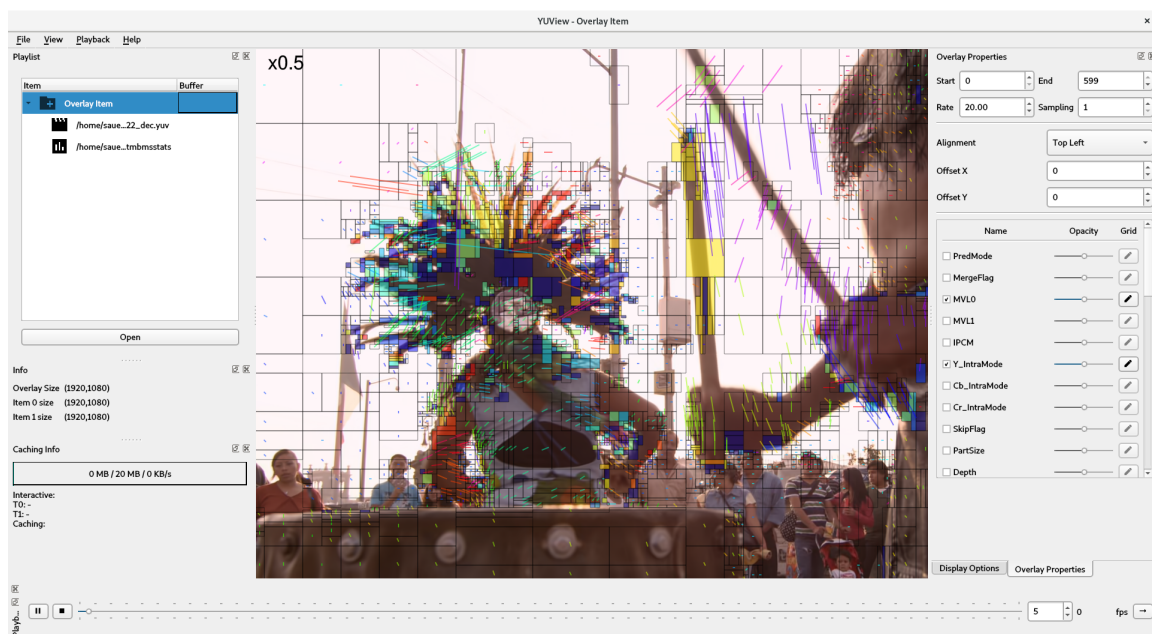 YUView - Overlay Item
File View Playback Help
Playlist
Item Buffer
Overlay Item
/home/saue...22_dec.yuv
/home/saue...tmbmsstats
Open
Info
Overlay Size (1920,1080)
Item 0 size (1920,1080)
Item 1 size (1920,1080)
Caching Info
0 MB / 20 MB / 0 KB/s
Interactive:
T0: -
T1: -
Caching:
x0.5
Overlay Properties
Start 0 End 599
Rate 20.00 Sampling 1
Alignment Top Left
Offset X 0
Offset Y 0
Name Opacity Grid
PredMode
MergeFlag
MVL0
MVL1
IPCM
Y_IntraMode
Cb_IntraMode
Cr_IntraMode
SkipFlag
PartSize
Depth
Display Options Overlay Properties
Playb...
5 0 fps